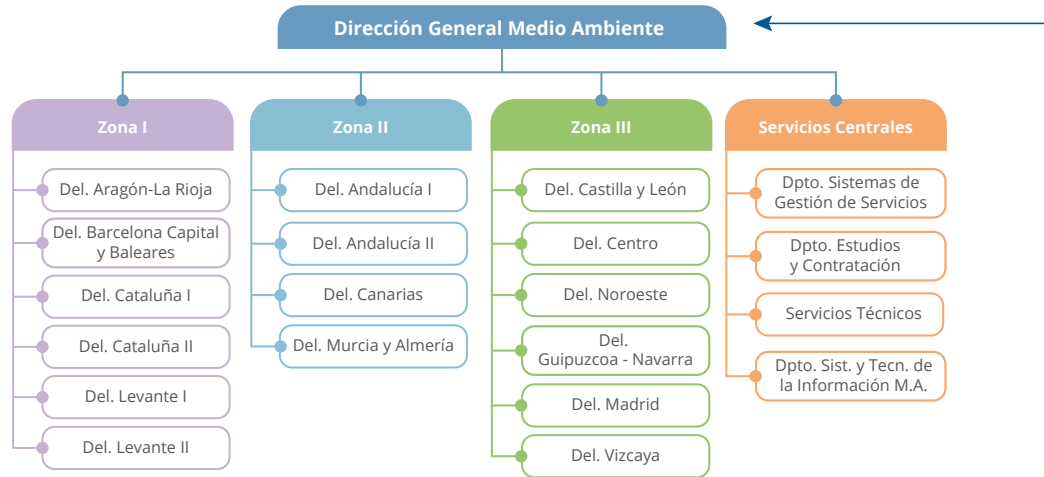 Dirección General Medio Ambiente
Zona I
Del. Aragón-La Rioja
Del. Barcelona Capital
y Baleares
Del. Cataluña I
Del. Cataluña II
Del. Levante I
Del. Levante II
Zona II
Del. Andalucía I
Del. Andalucía II
Del. Canarias
Del. Murcia y Almería
Zona III
Del. Castilla y León
Del. Centro
Del. Noroeste
Del.
Guipuzcoa - Navarra
Del. Madrid
Del. Vizcaya
Servicios Centrales
Dpto. Sistemas de
Gestión de Servicios
Dpto. Estudios
y Contratación
Servicios Técnicos
Dpto. Sist. y Tecn. de
la Información M.A.